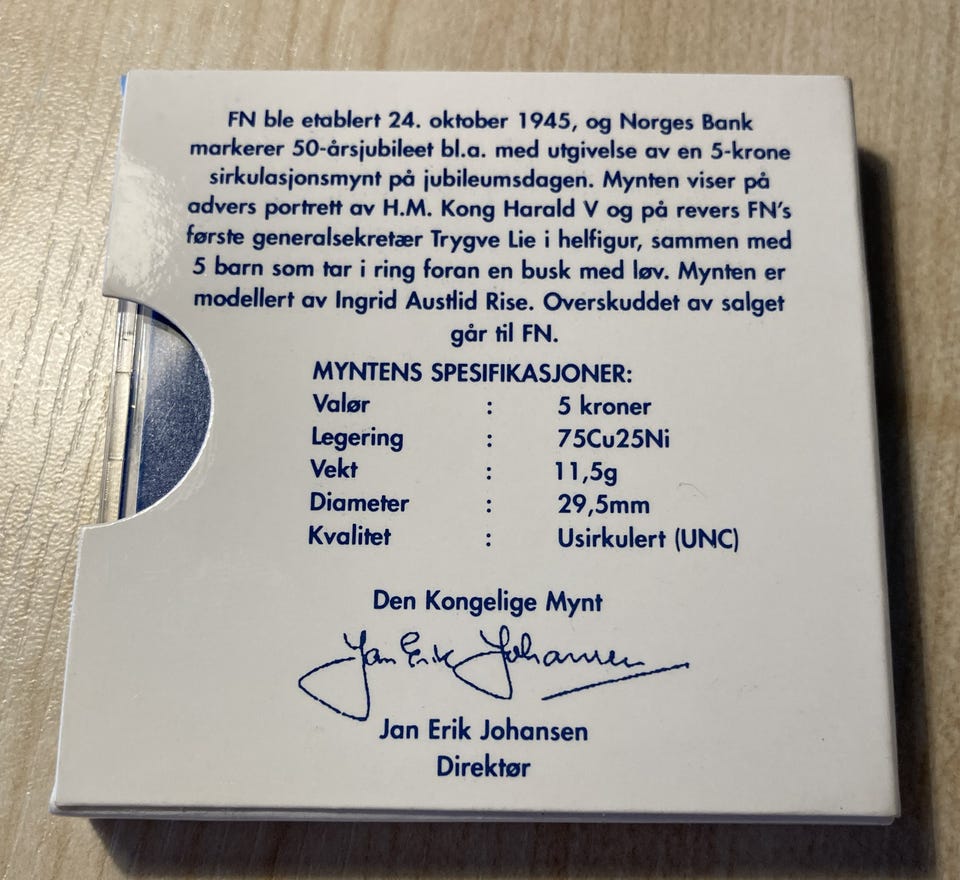 FN ble etablert 24. oktober 1945, og Norges Bank
markerer 50-årsjubileet bl.a. med utgivelse av en 5-krone
sirkulasjonsmynt på jubileumsdagen. Mynten viser på
advers portrett av H.M. Kong Harald V og på revers FN's
første generalsekretær Trygve Lie i helfigur, sammen med
5 barn som tar i ring foran en busk med løv. Mynten er
modellert av Ingrid Austlid Rise. Overskuddet av salget
går til FN.
MYNTENS SPESIFIKASJONER:
Valør : 5 kroner
Legering : 75Cu25Ni
Vekt : 11,5g
Diameter : 29,5mm
Kvalitet : Usirkulert (UNC)
Den Kongelige Mynt
Jan Erik Johansen
Jan Erik Johansen
Direktør